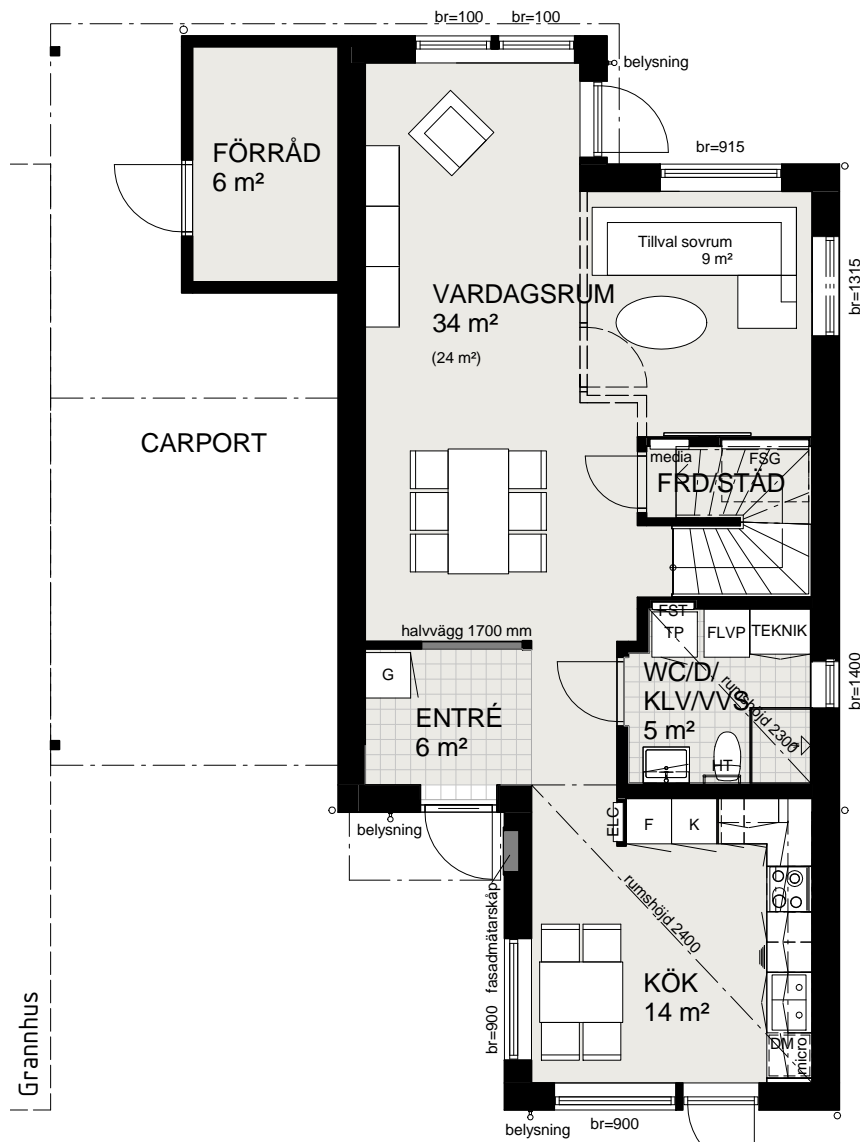 br=100
br=100
belysning
br=915
FÖRRÅD
6 m²
Tillval sovrum
9 m²
br=1315
VARDAGSRUM
34 m²
(24 m²)
CARPORT
media
FSG
FRD/STÄD
halvvägg 1700 mm
FST
TP
FLVP
TEKNIK
G
WC/D/
KLV/VVS
5 m²
rumshöjd 2300
br=1400
ENTRÉ
6 m²
HT
belysning
ELC
F
K
fasadmätarskåp
rumshöjd 2400
br=900
KÖK
14 m²
DM
micro
Grannhus
br=900
belysning